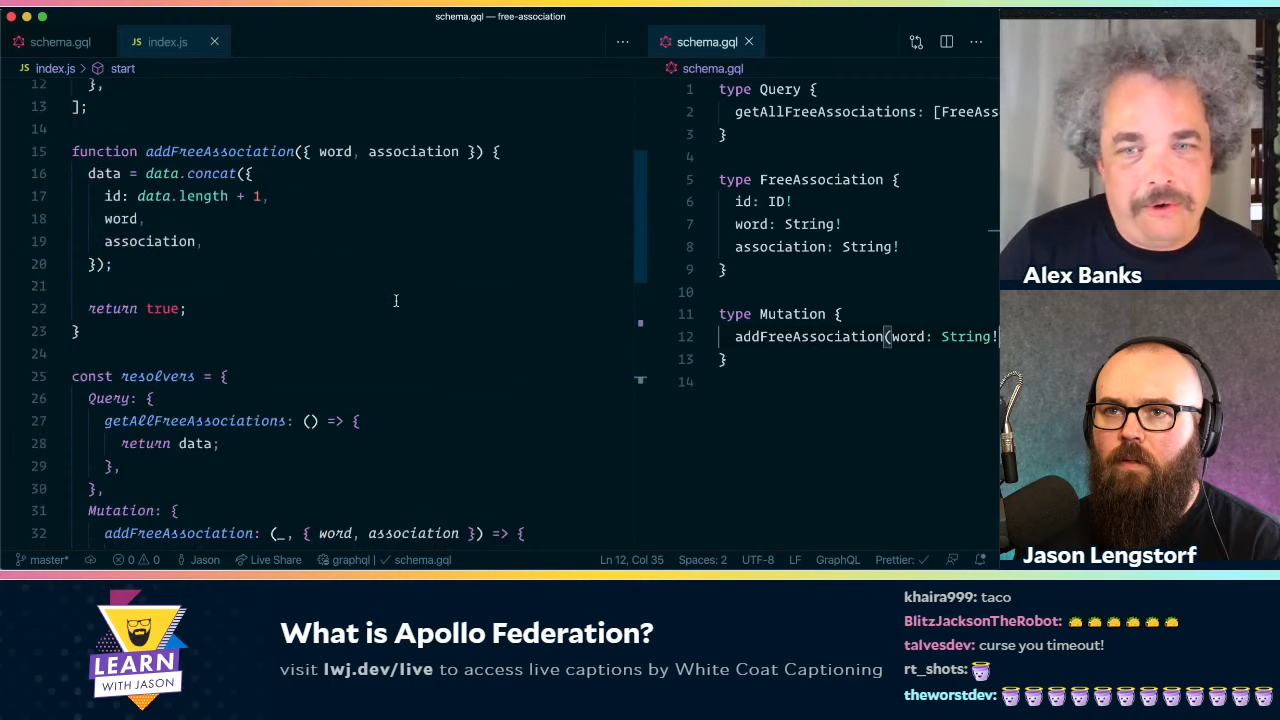 schema.gql — free-association
schema.gql
JS index.js
schema.gql
JS index.js > start
schema.gql
12 },
13 ];
14
15 function addFreeAssociation({ word, association }) {
16 data = data.concat({
17 id: data.length + 1,
18 word,
19 association,
20 });
21
22 return true;
23 }
24
25 const resolvers = {
26 Query: {
27 getAllFreeAssociations: () => {
28 return data;
29 },
30 },
31 Mutation: {
32 addFreeAssociation: (_, { word, association }) => {
1 type Query {
2 getAllFreeAssociations: [FreeAss
3 }
4
5 type FreeAssociation {
6 id: ID!
7 word: String!
8 association: String!
9 }
10
11 type Mutation {
12 addFreeAssociation(word: String!
13 }
14
master* 0 0 Jason Live Share graphql | schema.gql Ln 12, Col 35 Spaces: 2 UTF-8 LF GraphQL Prettier:
Alex Banks
Jason Lengstorf
LEARN
WITH JASON
What is Apollo Federation?
visit lwj.dev/live to access live captions by White Coat Captioning
khaira999: taco
BlitzJacksonTheRobot:
talvesdev: curse you timeout!
rt_shots:
theworstdev: